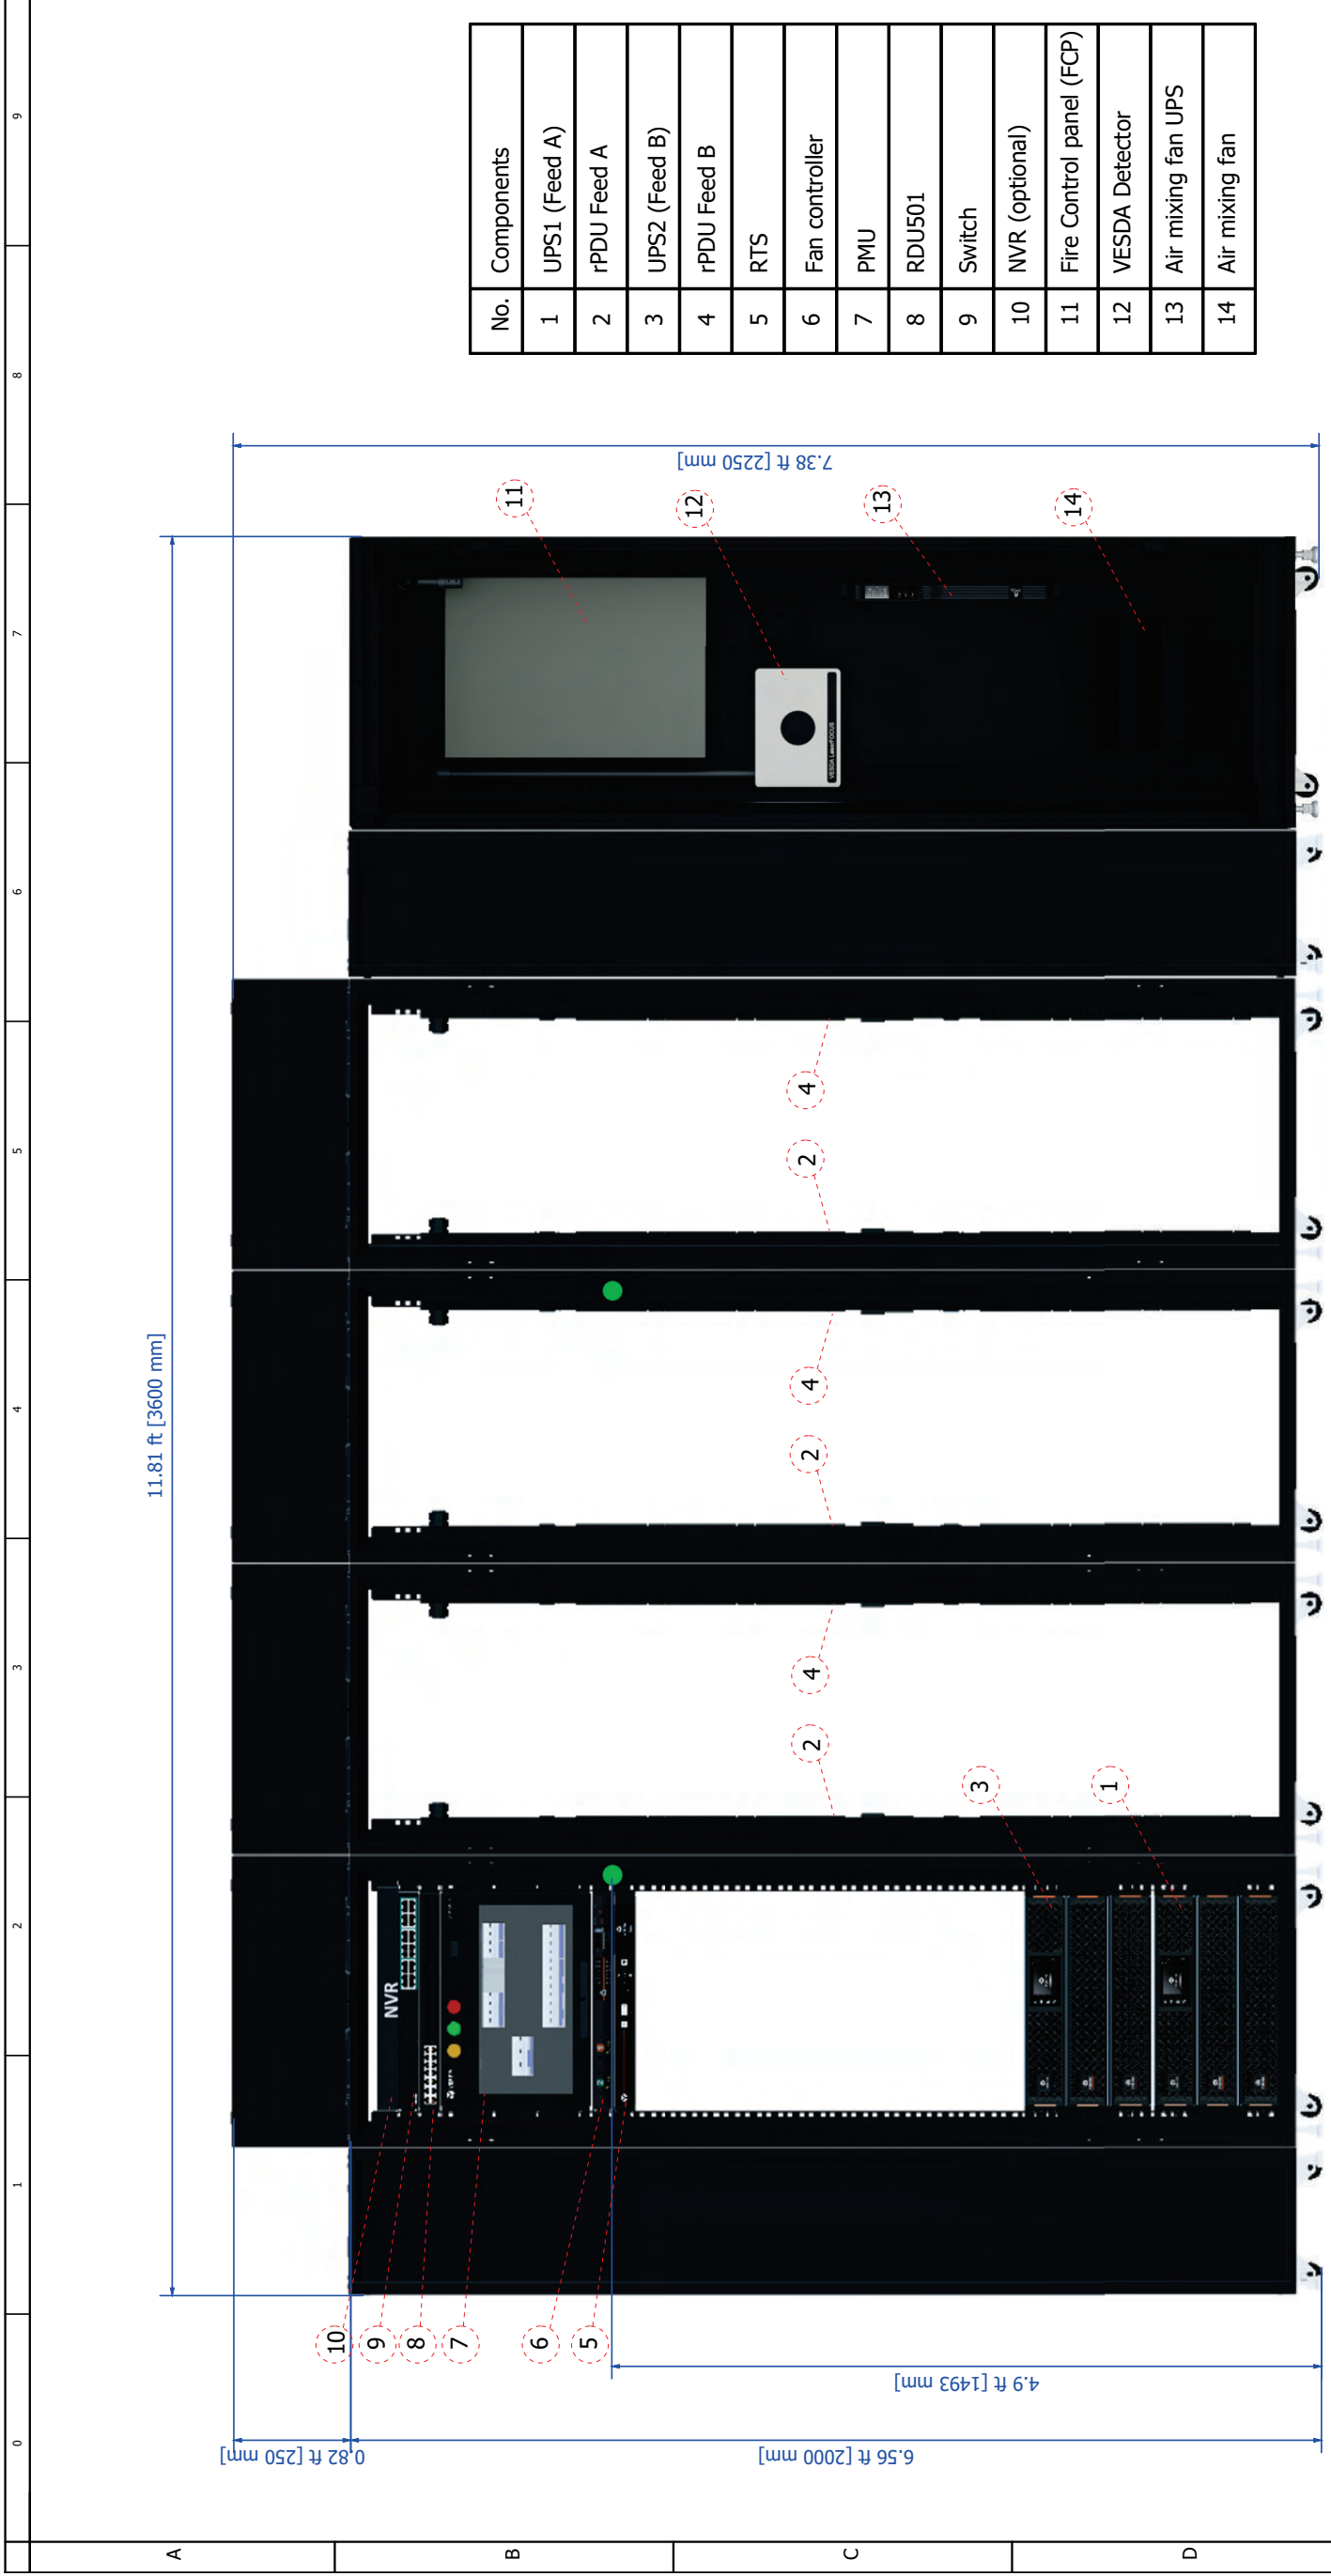 0 1 2 3 4 5 6 7 8 9
A
B
C
D
11.81 ft [3600 mm]
7.38 ft [2250 mm]
0.82 ft [250 mm]
6.56 ft [2000 mm]
4.9 ft [1493 mm]
10
9
8
7
6
5
NVR
3
1
2 4
2 4
2 4
11
12
13
14
VESDA LaserFOCUS
No. Components
1 UPS1 (Feed A)
2 rPDU Feed A
3 UPS2 (Feed B)
4 rPDU Feed B
5 RTS
6 Fan controller
7 PMU
8 RDU501
9 Switch
10 NVR (optional)
11 Fire Control panel (FCP)
12 VESDA Detector
13 Air mixing fan UPS
14 Air mixing fan